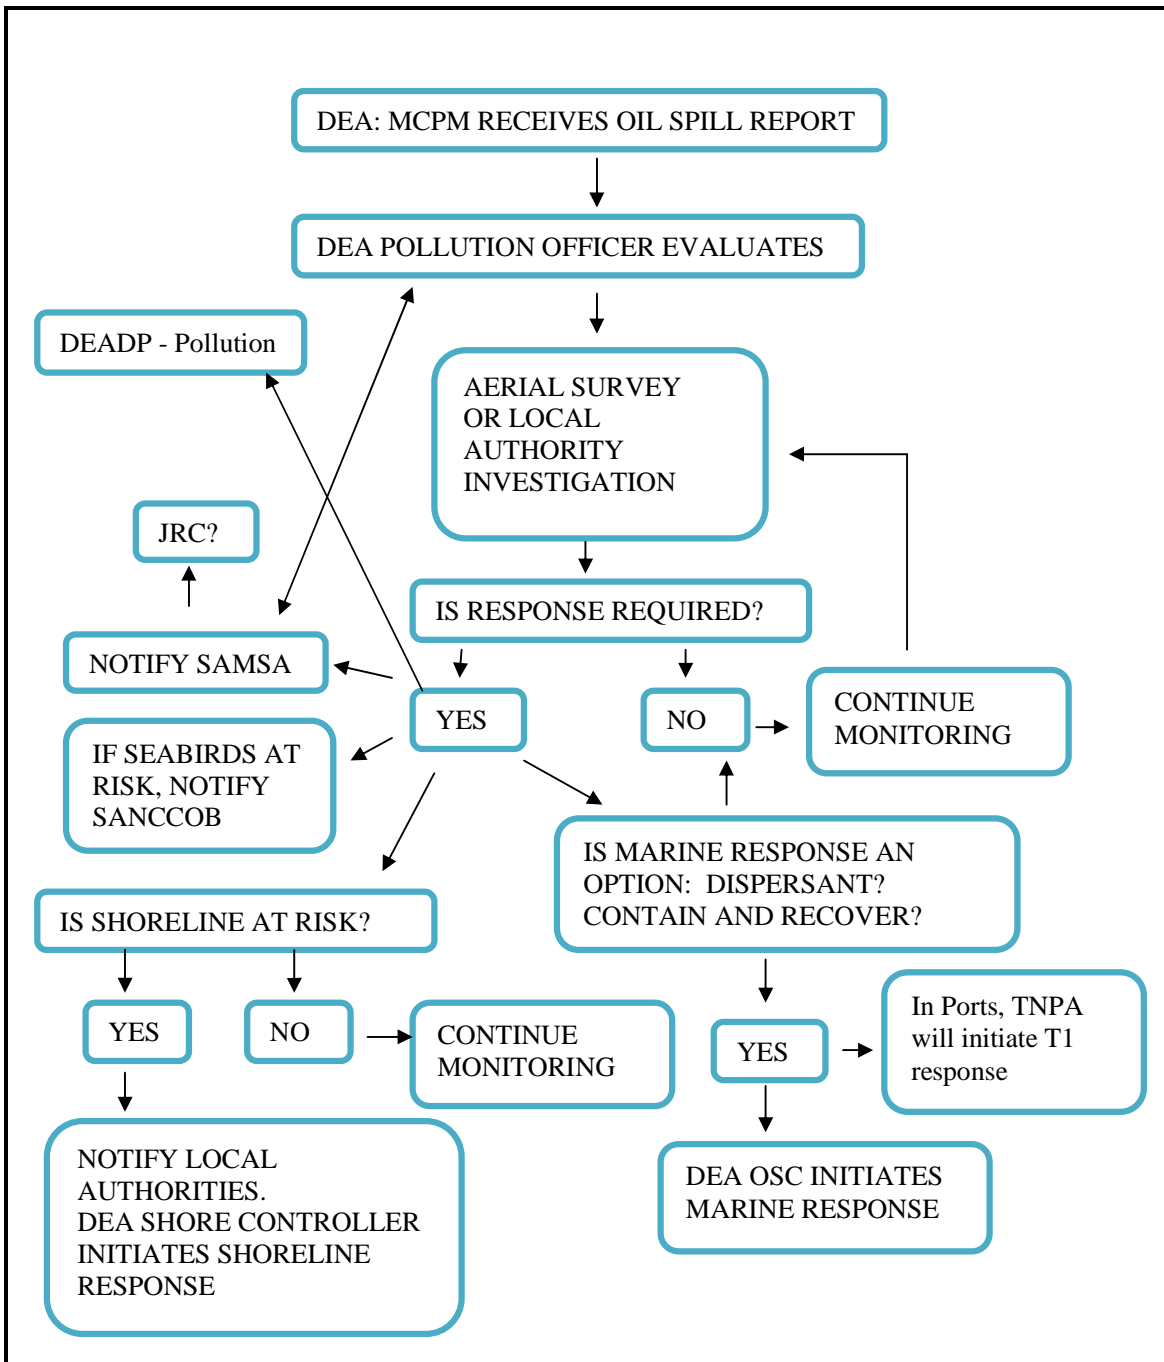 DEA: MCPM RECEIVES OIL SPILL REPORT
DEA POLLUTION OFFICER EVALUATES
DEADP - Pollution
AERIAL SURVEY
OR LOCAL
AUTHORITY
INVESTIGATION
JRC?
IS RESPONSE REQUIRED?
NOTIFY SAMSA
YES
NO
CONTINUE
MONITORING
IF SEABIRDS AT
RISK, NOTIFY
SANCCOB
IS MARINE RESPONSE AN
OPTION: DISPERSANT?
CONTAIN AND RECOVER?
IS SHORELINE AT RISK?
YES
NO
CONTINUE
MONITORING
YES
In Ports, TNPA
will initiate T1
response
NOTIFY LOCAL
AUTHORITIES.
DEA SHORE CONTROLLER
INITIATES SHORELINE
RESPONSE
DEA OSC INITIATES
MARINE RESPONSE